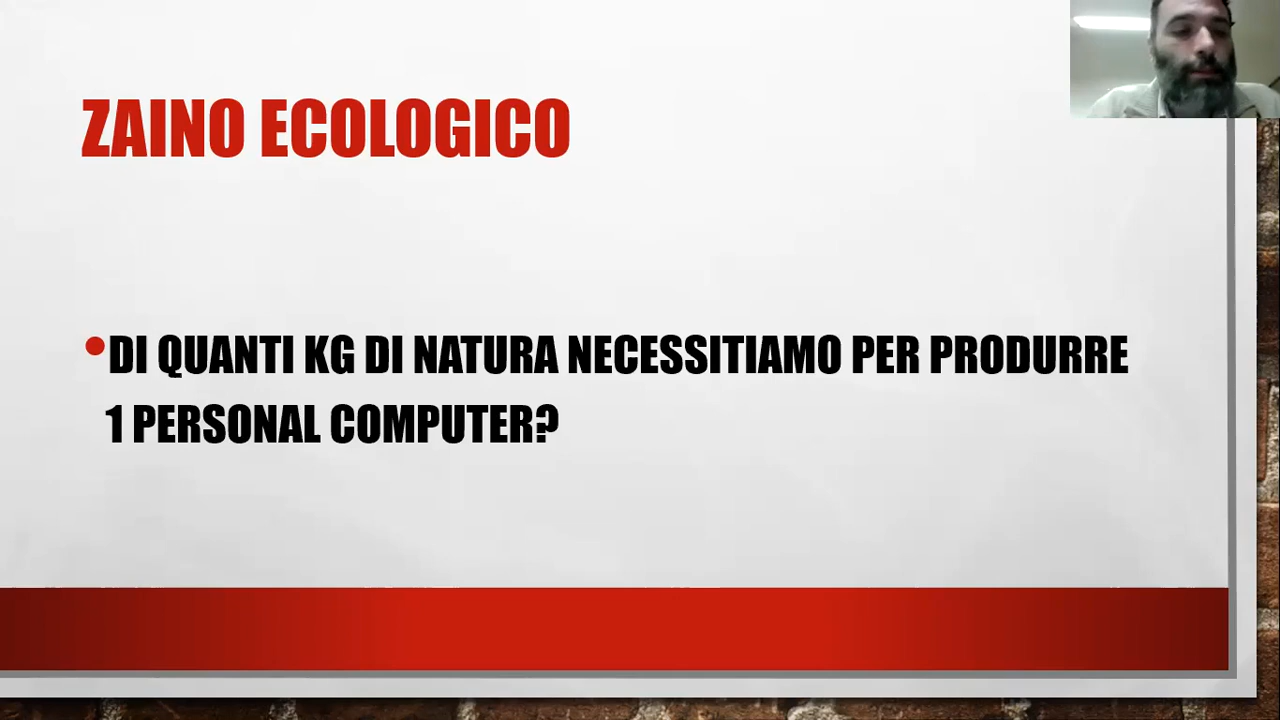 ZAINO ECOLOGICO
•DI QUANTI KG DI NATURA NECESSITIAMO PER PRODURRE
1 PERSONAL COMPUTER?